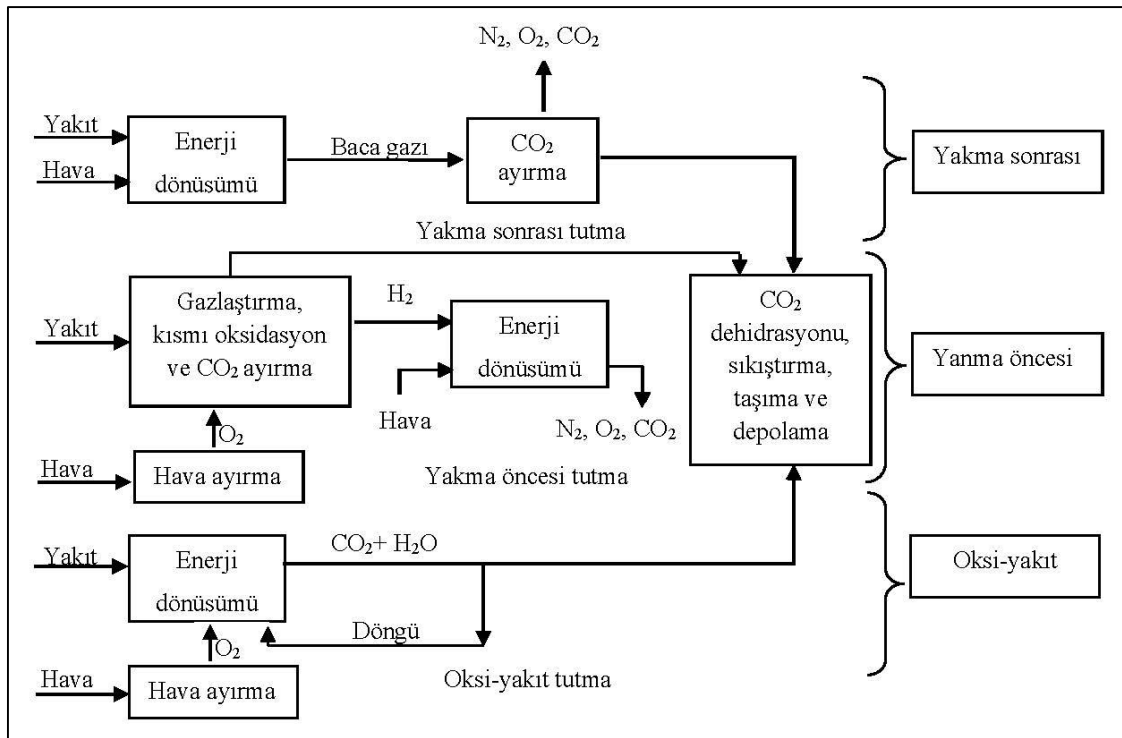 N₂, O₂, CO₂
Yakıt
Hava
Enerji
dönüsümü
Baca gazı
CO₂
ayırma
Yakma sonrası
Yakma sonrası tutma
Yakıt
Gazlaştırma,
kısmı oksidasyon
ve CO₂ ayırma
H₂
Hava
Enerji
dönüsümü
N₂, O₂, CO₂
CO₂
dehidrasyonu,
sıkıştırma,
taşıma ve
depolama
Yanma öncesi
O₂
Hava
Hava ayırma
Yakma öncesi tutma
Yakıt
Enerji
dönüsümü
CO₂+ H₂O
Döngü
Oksi-yakıt
O₂
Hava
Hava ayırma
Oksi-yakıt tutma